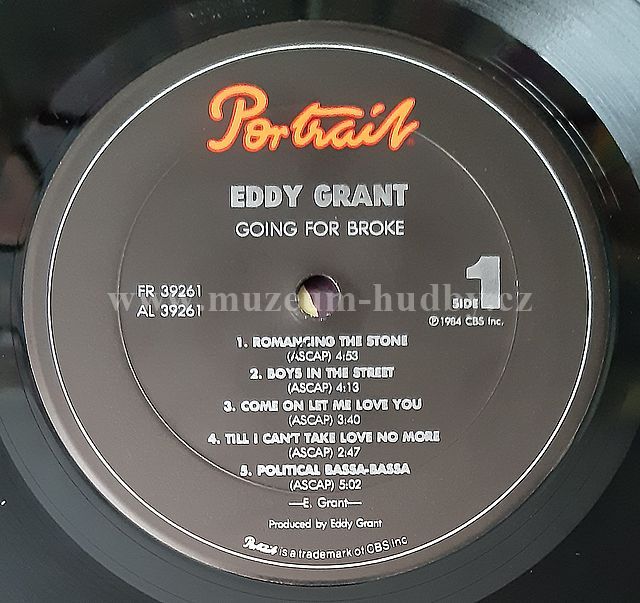 Portrait
EDDY GRANT
GOING FOR BROKE
FR 39261
AL 39261
SIDE 1
℗ 1984 CBS Inc.
www.muzeum-hudby.cz
1. ROMANCING THE STONE
(ASCAP) 4:53
2. BOYS IN THE STREET
(ASCAP) 4:13
3. COME ON LET ME LOVE YOU
(ASCAP) 3:40
4. TILL I CAN'T TAKE LOVE NO MORE
(ASCAP) 2:47
5. POLITICAL BASSA-BASSA
(ASCAP) 5:02
—E. Grant—
Produced by Eddy Grant
Portrait is a trademark of CBS Inc